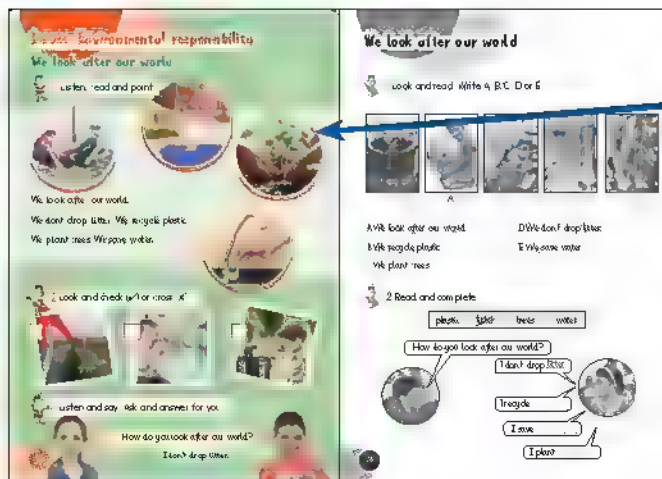 Environmental responsibility
We look after our world
Listen, read and point
We look after our world.
We don't drop litter. We recycle plastic.
We plant trees. We save water.
2 Look and check (✓) or cross (X)
Listen and say. Ask and answer for you
How do you look after our world?
I don't drop litter.
We look after our world
Look and read. Write A, B, C, D or E
A
A We look after our world.
D We don't drop litter.
B We recycle plastic.
E We save water.
We plant trees.
2 Read and complete
plastic litter trees water
How do you look after our world?
I don't drop litter.
I recycle
I save
I plant